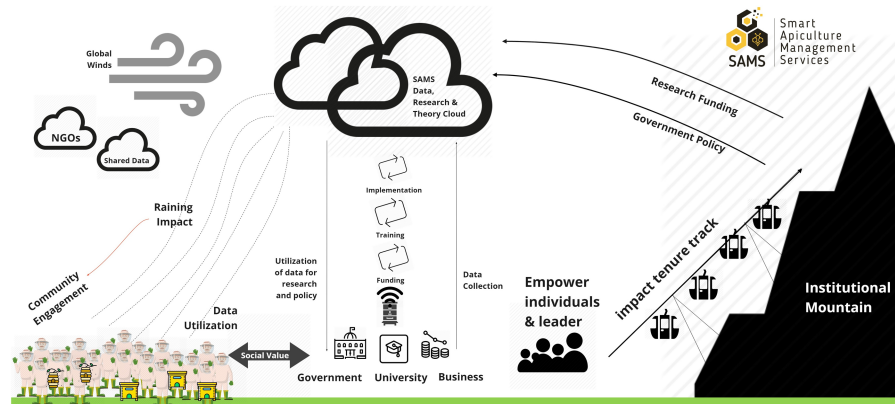 Global
Winds
NGOs
Shared Data
SAMS
Data,
Research &
Theory Cloud
SAMS
Smart
Apiculture
Management
Services
Research Funding
Government Policy
Raining
Impact
Community
Engagement
Data
Utilization
Utilization
of data for
research
and policy
Implementation
Training
Funding
Data
Collection
Social Value
Government
University
Business
Empower
individuals
& leader
impact tenure track
Institutional
Mountain